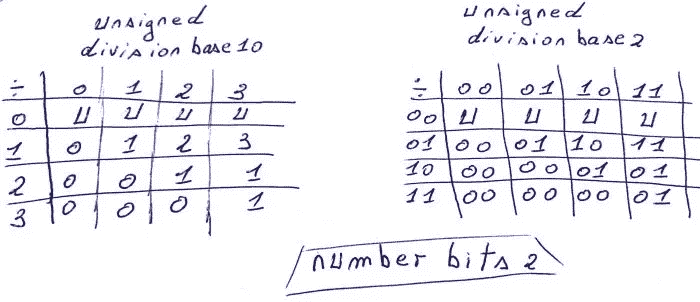 unsigned
division base 10
÷ 0 1 2 3
0 u u u u
1 0 1 2 3
2 0 0 1 1
3 0 0 0 1
unsigned
division base 2
÷ 00 01 10 11
00 u u u u
01 00 01 10 11
10 00 00 01 01
11 00 00 00 01
number bits 2